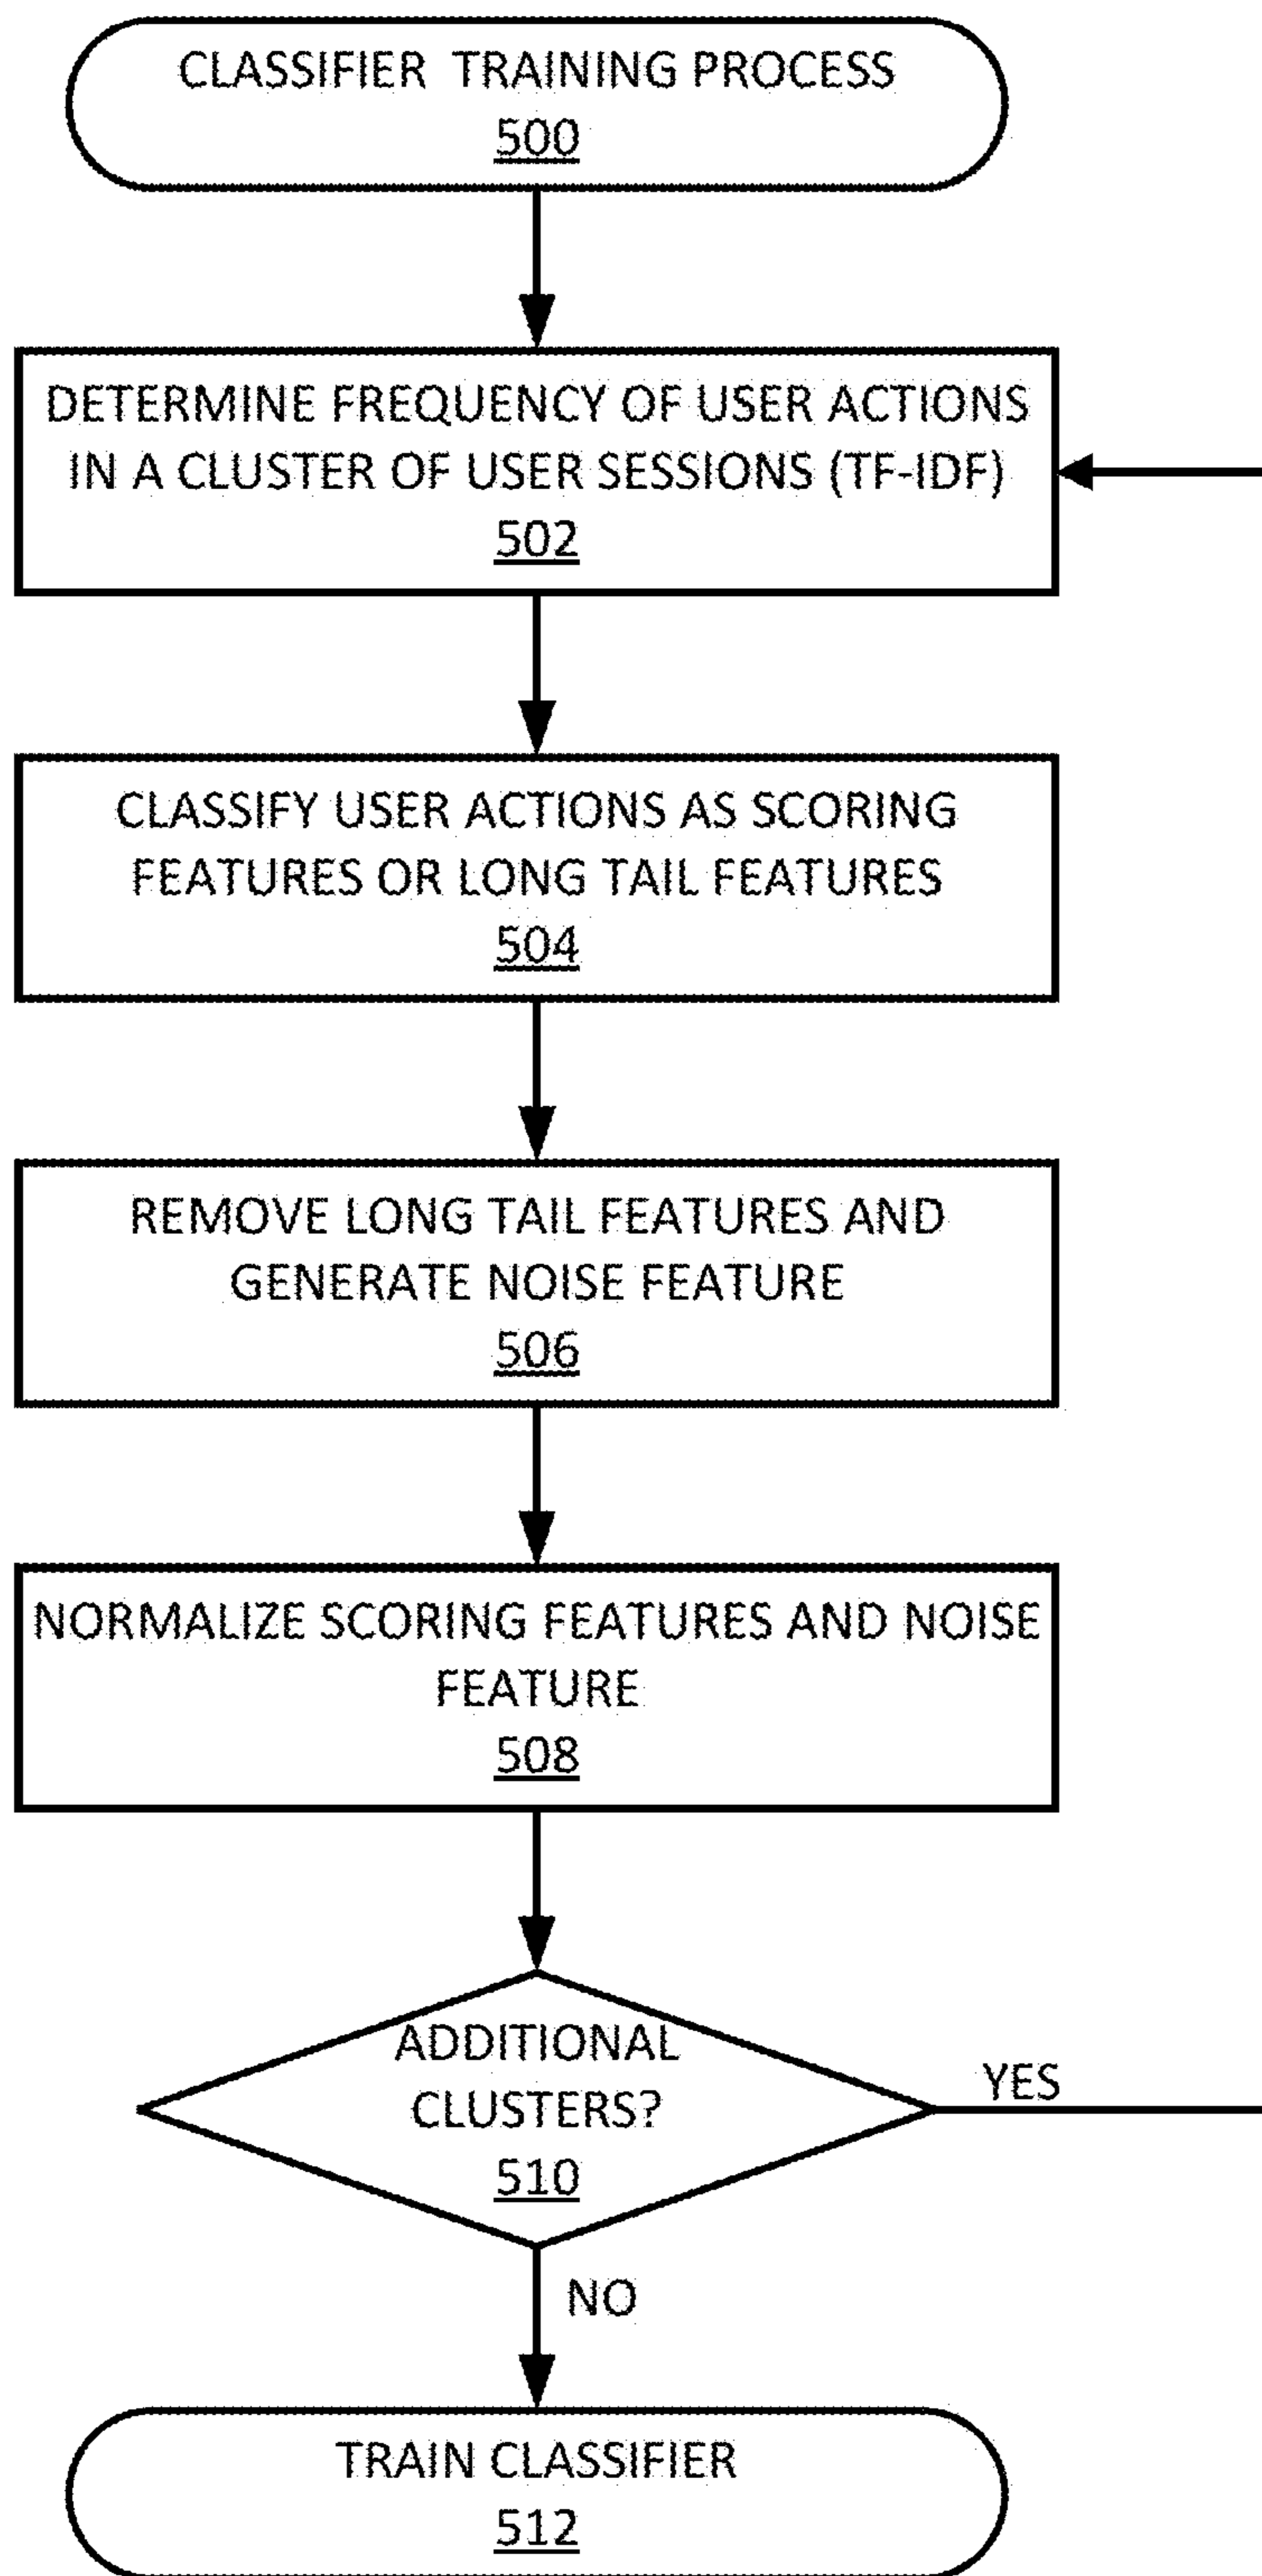 CLASSIFIER TRAINING PROCESS
500
DETERMINE FREQUENCY OF USER ACTIONS
IN A CLUSTER OF USER SESSIONS (TF-IDF)
502
CLASSIFY USER ACTIONS AS SCORING
FEATURES OR LONG TAIL FEATURES
504
REMOVE LONG TAIL FEATURES AND
GENERATE NOISE FEATURE
506
NORMALIZE SCORING FEATURES AND NOISE
FEATURE
508
ADDITIONAL
CLUSTERS?
510
YES
NO
TRAIN CLASSIFIER
512